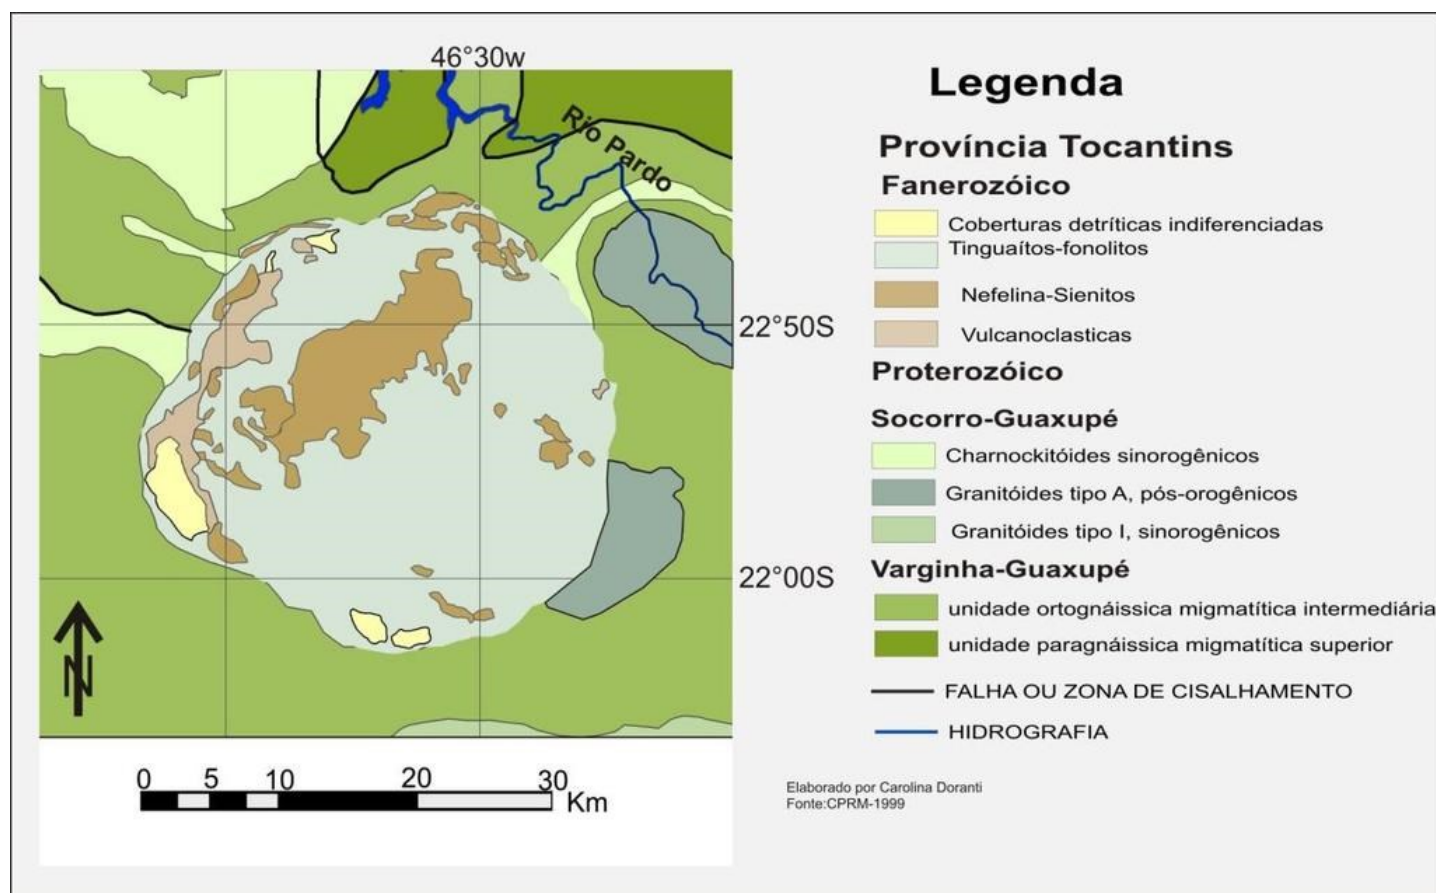 46°30w
Rio Pardo
22°50S
22°00S
N
0 5 10 20 30 Km
Legenda
Província Tocantins
Fanerozóico
Coberturas detríticas indiferenciadas
Tinguaítos-fonolitos
Nefelina-Sienitos
Vulcanoclasticas
Proterozóico
Socorro-Guaxupé
Charnockitóides sinorogênicos
Granitóides tipo A, pós-orogênicos
Granitóides tipo I, sinorogênicos
Varginha-Guaxupé
unidade ortognáissica migmatítica intermediária
unidade paragnáissica migmatítica superior
FALHA OU ZONA DE CISALHAMENTO
HIDROGRAFIA
Elaborado por Carolina Doranti
Fonte:CPRM-1999